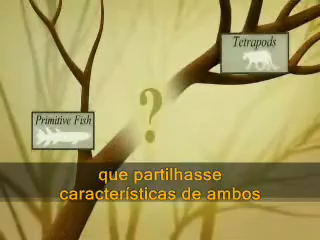 Tetrapods
Primitive Fish
?
que partilhasse
características de ambos